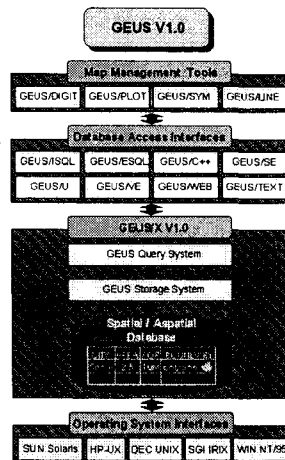 GEUS V1.0
Map Management Tools
GEUS/DIGIT GEUS/PLOT GEUS/SYM GEUS/LINE
Database Access Interfaces
GEUS/ISQL GEUS/ESQL GEUS/C++ GEUS/SE
GEUS/U GEUS/VE GEUS/WEB GEUS/TEXT
GEUS/X V1.0
GEUS Query System
GEUS Storage System
Spatial / Aspatial
Database
Operating System Interfaces
SUN Solaris HP-UX DEC UNIX SGI IRIX WIN NT/95